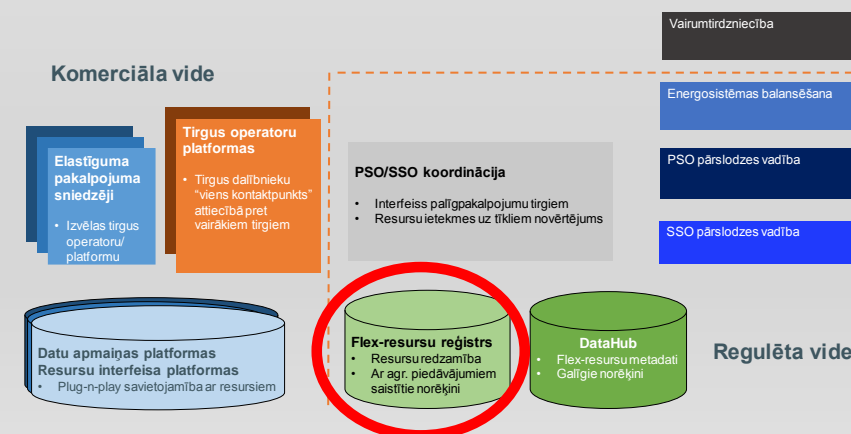 Vairumtirdzniecība
Komerciāla vide
Energosistēmas balansēšana
Elastīguma
pakalpojuma
sniedzēji
• Izvēlas tirgus
operatoru/
platformu
Tirgus operatoru
platformas
• Tirgus dalībnieku
“viens kontaktpunkts”
attiecībā pret
vairākiem tirgiem
PSO/SSO koordinācija
• Interfeiss palīgpakalpojumu tirgiem
• Resursu ietekmes uz tīkliem novērtējums
PSO pārslodzes vadība
SSO pārslodzes vadība
Datu apmaiņas platformas
Resursu interfeisa platformas
• Plug-n-play savietojamība ar resursiem
Flex-resursu reģistrs
• Resursu redzamība
• Ar agr. piedāvājumiem
saistītie norēķini
DataHub
• Flex-resursu metadati
• Galīgie norēķini
Regulēta vide